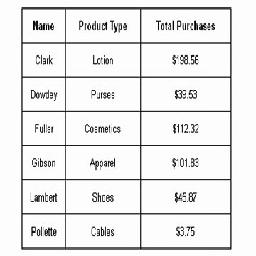 Name Product Type Total Purchases
Clark Lotion $198.56
Dowdey Purses $39.53
Fuller Cosmetics $112.32
Gibson Apparel $101.83
Lambert Shoes $45.87
Pollette Cables $3.75